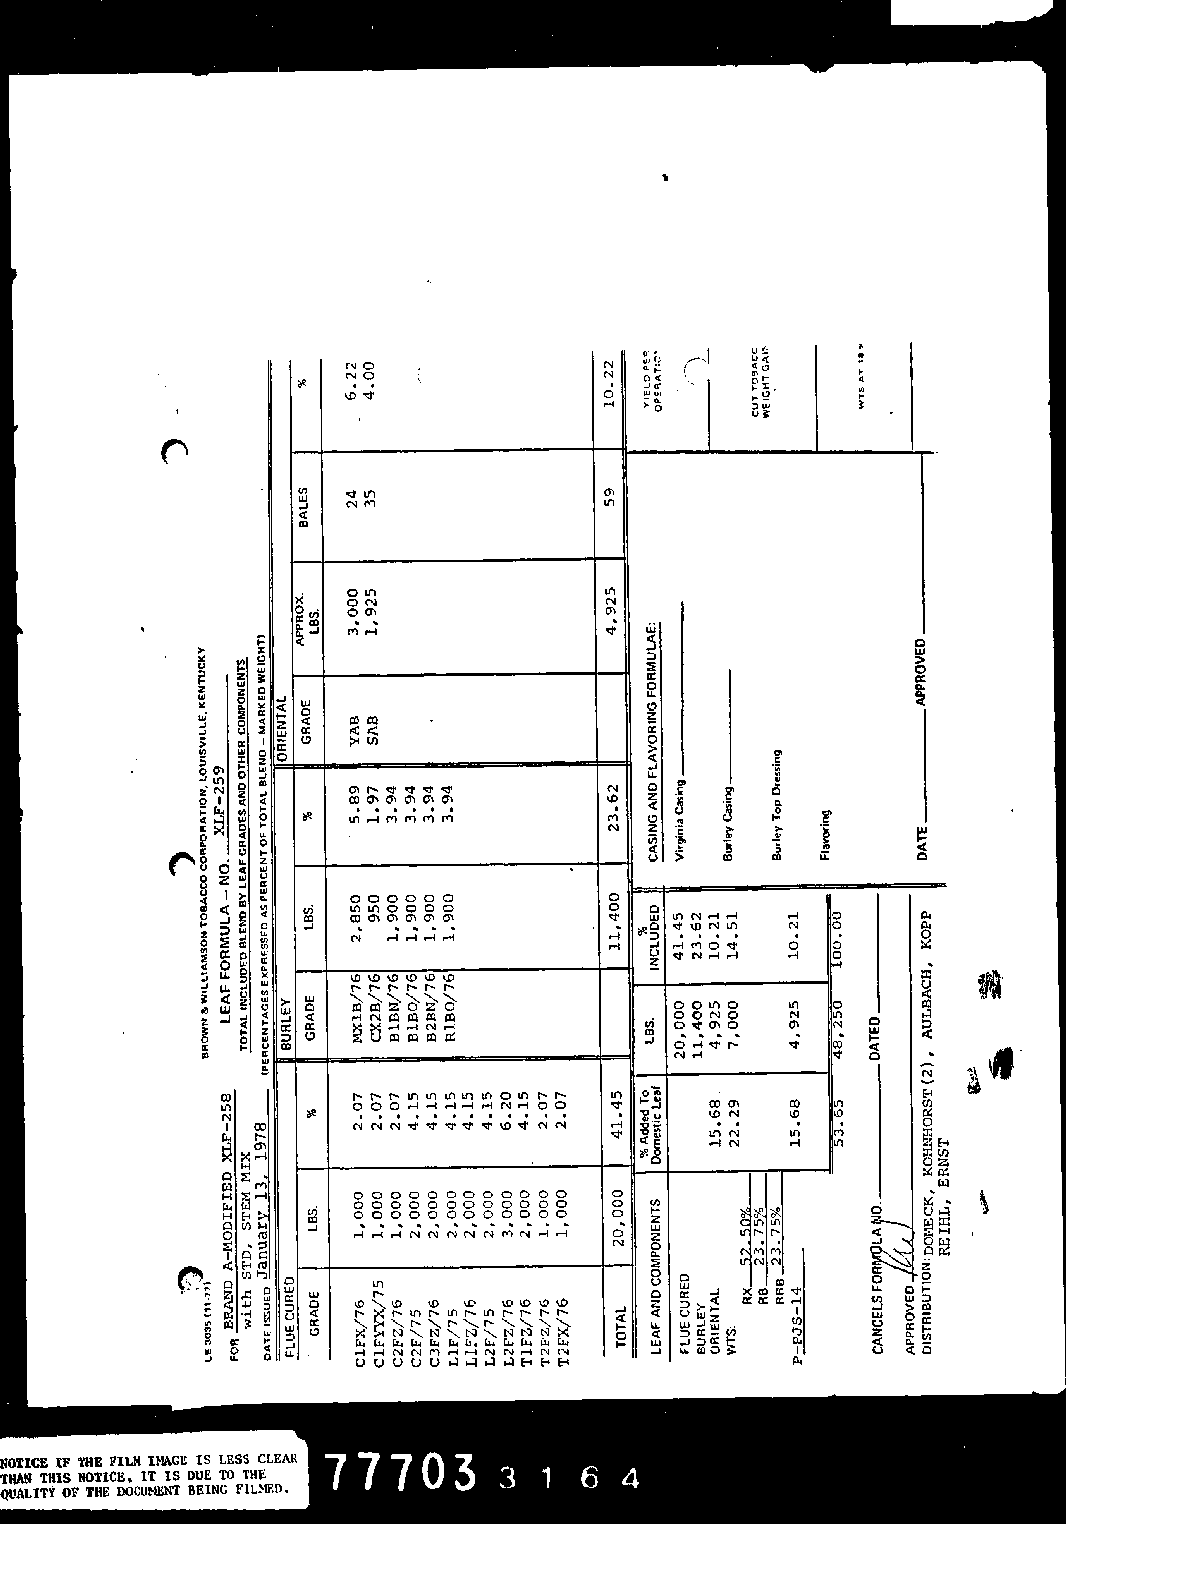 BROWN & WILLIAMSON TOBACCO CORPORATION, LOUISVILLE, KENTUCKY
LEAF FORMULA – NO. XLF-259
TOTAL INCLUDED BLEND BY LEAF GRADES AND OTHER COMPONENTS
(PERCENTAGES EXPRESSED AS PERCENT OF TOTAL BLEND – MARKED WEIGHT)
LE 3035 (11-77)
FOR BRAND A-MODIFIED XLF-258
with STD, STEM MIX
DATE ISSUED January 13, 1978
FLUE CURED BURLEY ORIENTAL
GRADE LBS. % GRADE LBS. % GRADE APPROX. LBS. BALES %
C1FX/76 1,000 2.07 MX1B/76 2,850 5.89 YAB 3,000 24 6.22
C1FYYX/75 1,000 2.07 CX2B/76 950 1.97 SAB 1,925 35 4.00
C2FZ/76 1,000 2.07 B1BN/76 1,900 3.94
C2F/75 2,000 4.15 B1BO/76 1,900 3.94
C3FZ/76 2,000 4.15 B2BN/76 1,900 3.94
L1F/75 2,000 4.15 R1BO/76 1,900 3.94
L1FZ/76 2,000 4.15
L2F/75 2,000 4.15
L2FZ/76 3,000 6.20
T1FZ/76 2,000 4.15
T2FZ/76 1,000 2.07
T2FX/76 1,000 2.07
TOTAL 20,000 41.45 11,400 23.62 4,925 59 10.22
LEAF AND COMPONENTS % Added To Domestic Leaf LBS. % INCLUDED
FLUE CURED 20,000 41.45
BURLEY 11,400 23.62
ORIENTAL 15.68 4,925 10.21
WTS. 22.29 7,000 14.51
RX 52.50%
RB 23.75%
RRB 23.75%
P-PJS-14 15.68 4,925 10.21
53.65 48,250 100.00
CASING AND FLAVORING FORMULAE:
Virginia Casing
Burley Casing
Burley Top Dressing
Flavoring
DATE APPROVED
YIELD PER
CUT TOBACC
WEIGHT GAIN
WTS AT 18
CANCELS FORMULA NO. DATED
APPROVED
DISTRIBUTION: DOMECK, KOHNHORST(2), AULBACH, KOPP
REIHL, ERNST
NOTICE IF THE FILM IMAGE IS LESS CLEAR
THAN THIS NOTICE, IT IS DUE TO THE
QUALITY OF THE DOCUMENT BEING FILMED.
77703 3164